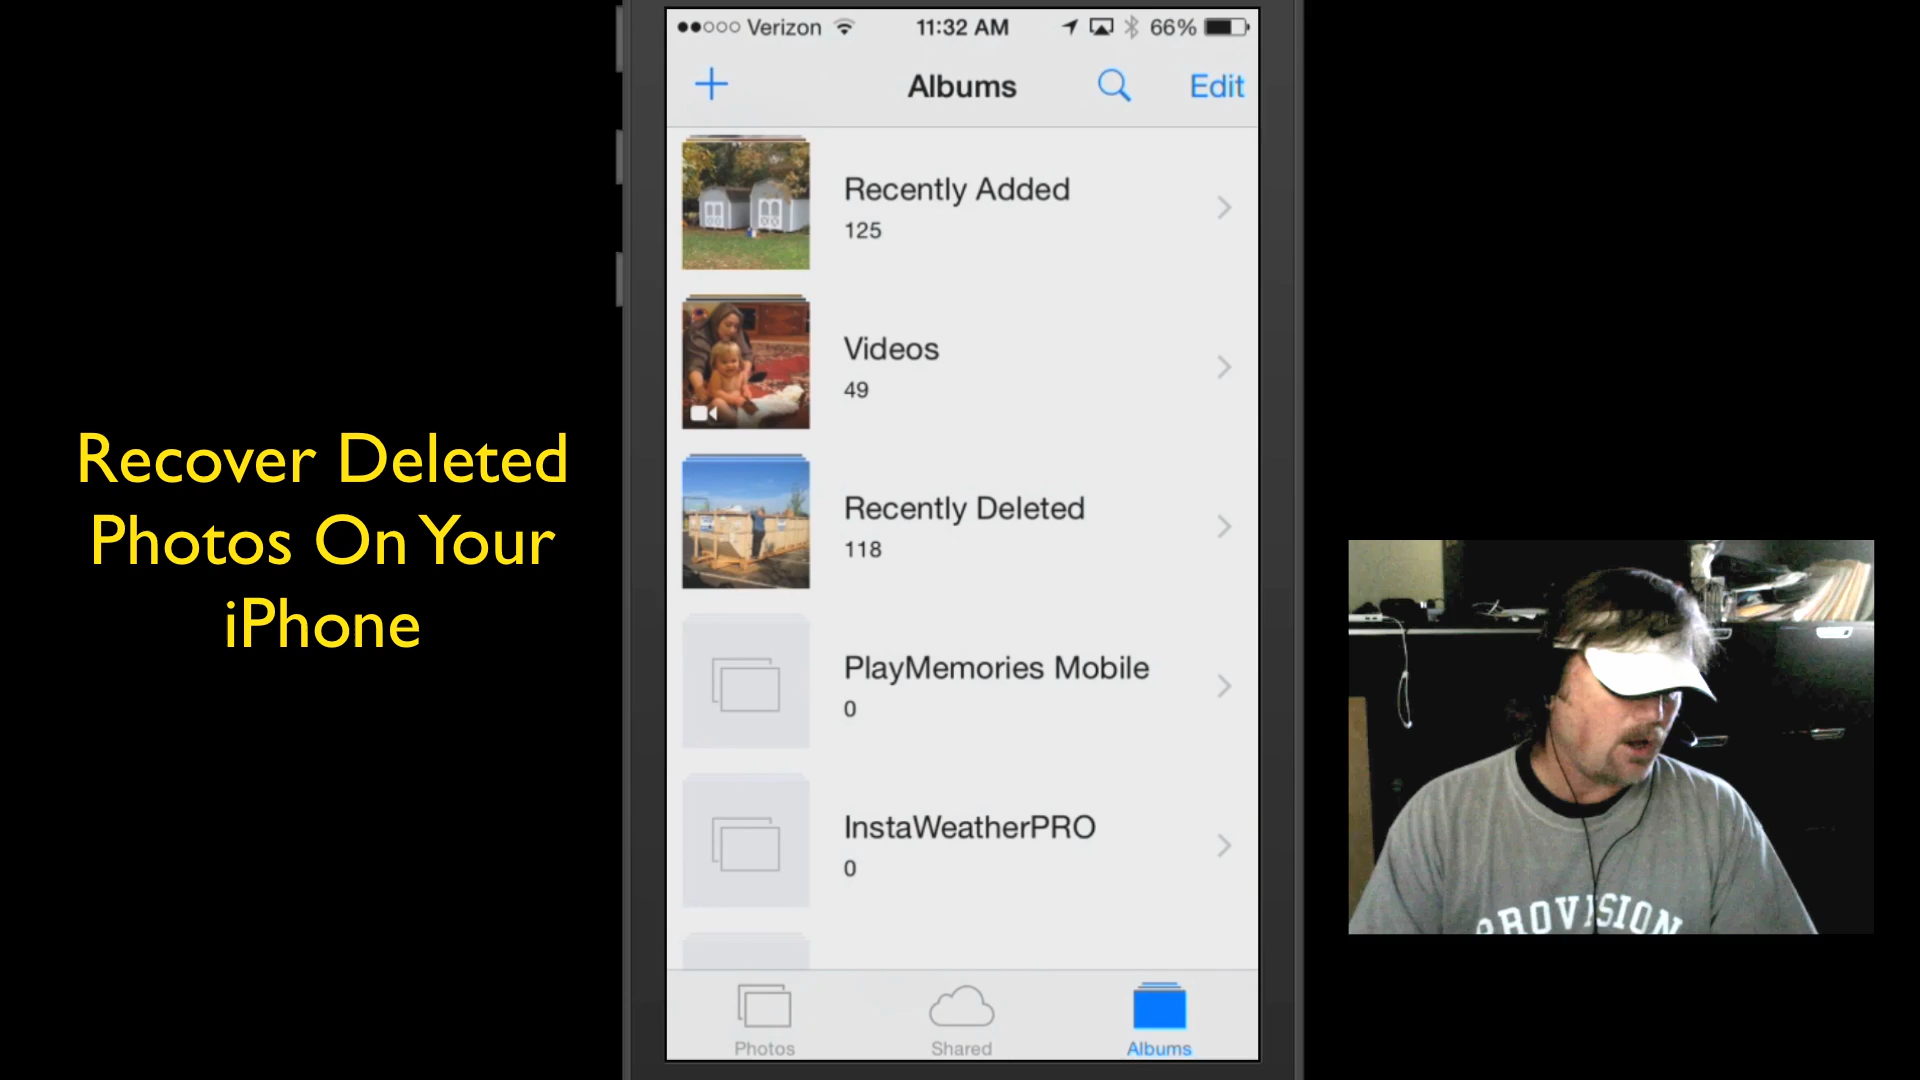 Verizon 11:32 AM 66%
Albums Edit
Recently Added
125
Videos
49
Recently Deleted
118
PlayMemories Mobile
0
InstaWeatherPRO
0
Photos Shared Albums
Recover Deleted
Photos On Your
iPhone
PROVISION